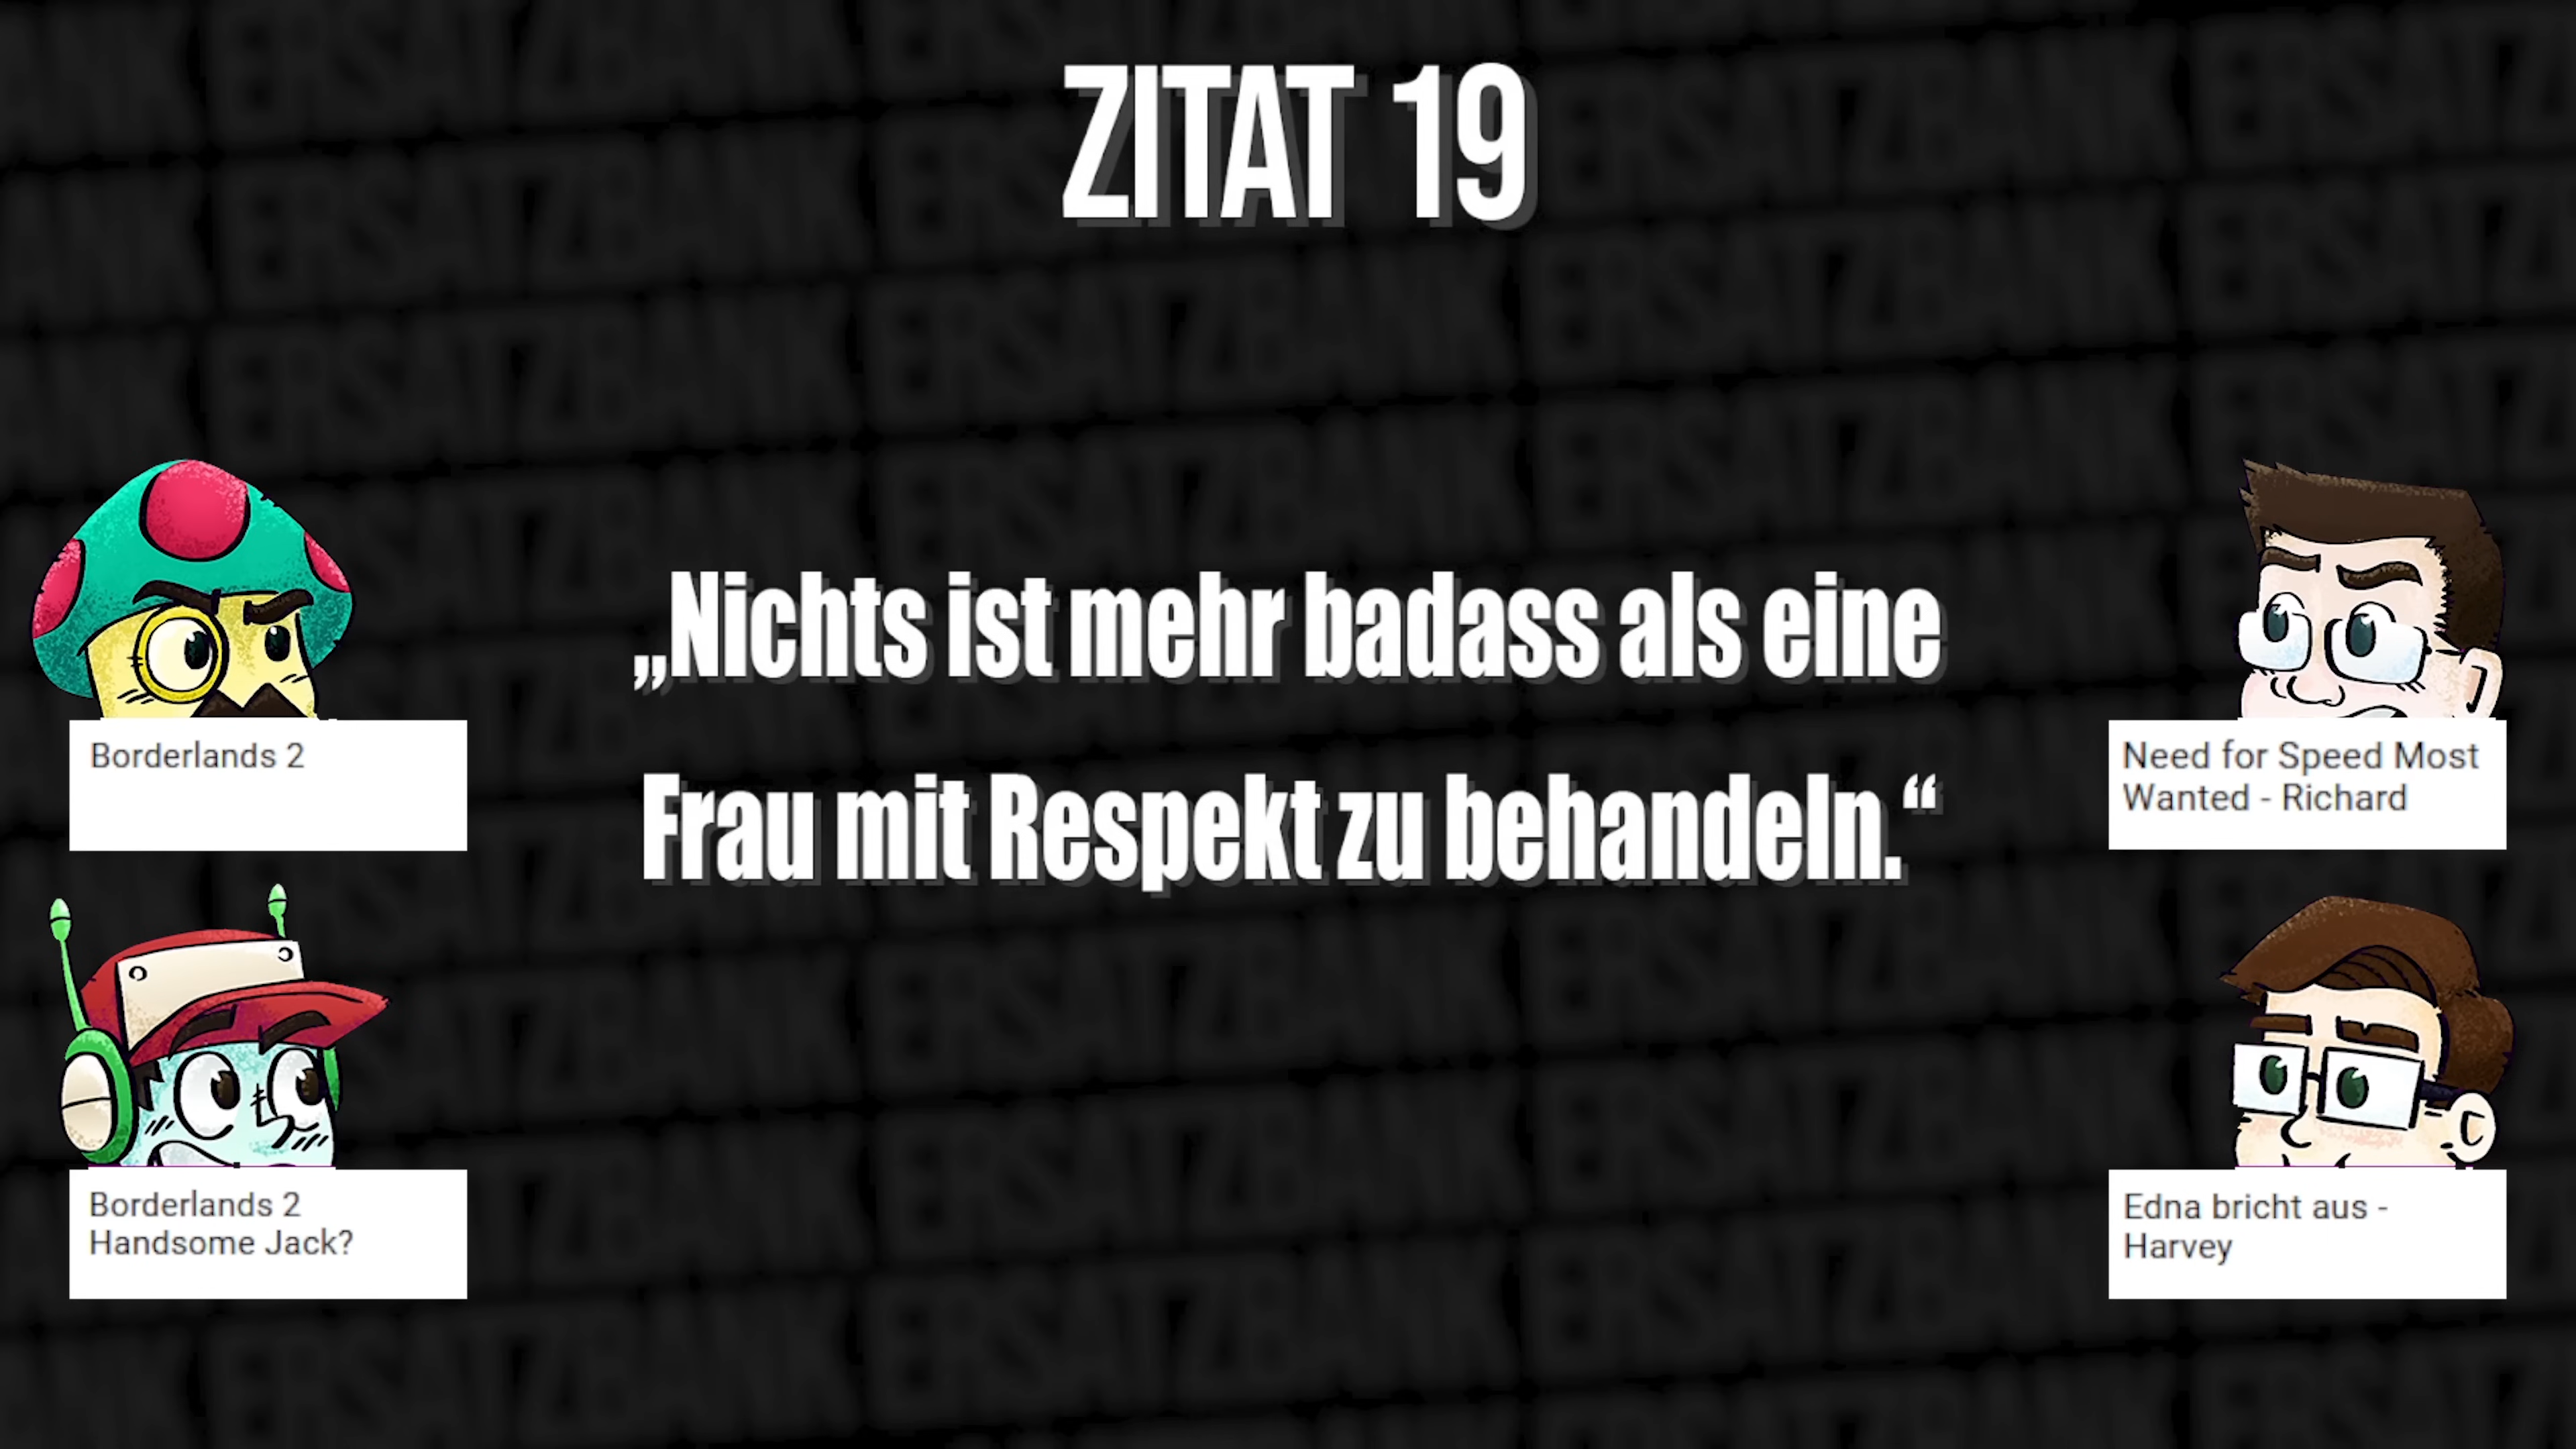 ZITAT 19
„Nichts ist mehr badass als eine
Frau mit Respekt zu behandeln.“
Borderlands 2
Need for Speed Most
Wanted - Richard
Borderlands 2
Handsome Jack?
Edna bricht aus -
Harvey
ERSATZBANK